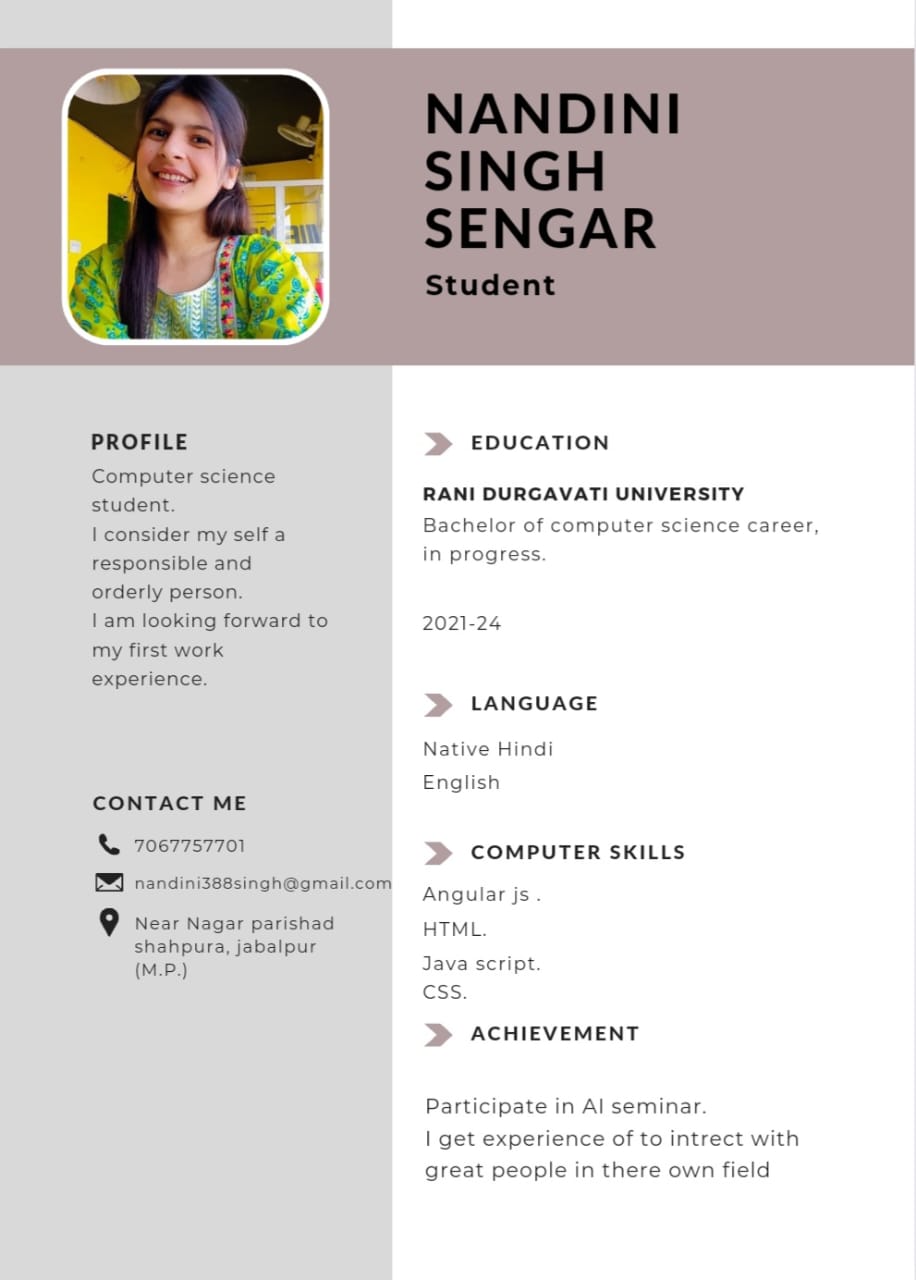 NANDINI
SINGH
SENGAR
Student
PROFILE
Computer science
student.
I consider my self a
responsible and
orderly person.
I am looking forward to
my first work
experience.
CONTACT ME
7067757701
nandini388singh@gmail.com
Near Nagar parishad
shahpura, jabalpur
(M.P.)
EDUCATION
RANI DURGAVATI UNIVERSITY
Bachelor of computer science career,
in progress.
2021-24
LANGUAGE
Native Hindi
English
COMPUTER SKILLS
Angular js .
HTML.
Java script.
CSS.
ACHIEVEMENT
Participate in AI seminar.
I get experience of to intrect with
great people in there own field